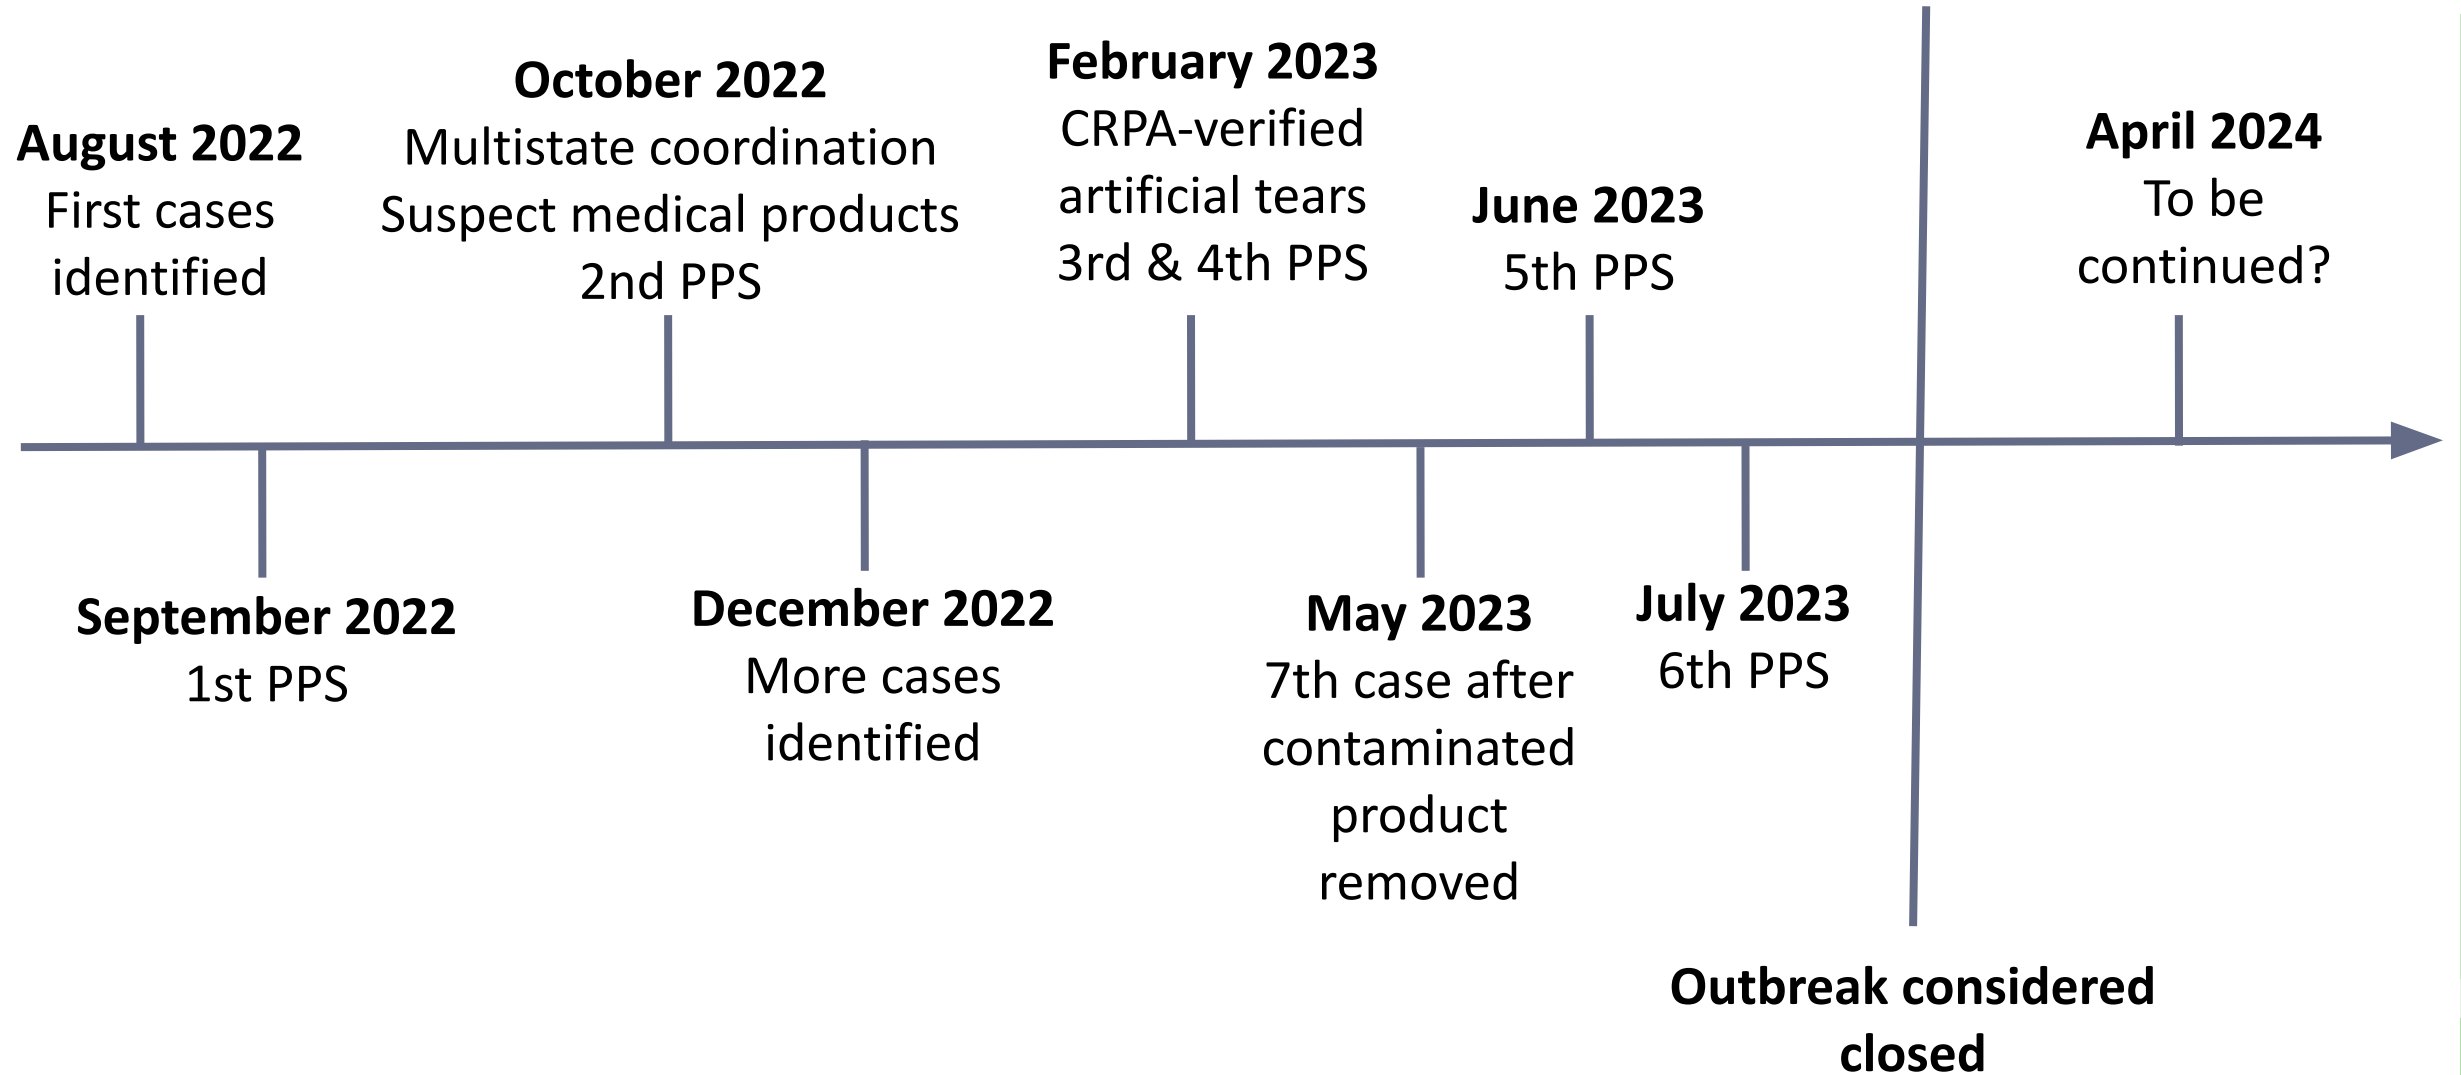 August 2022
First cases
identified
October 2022
Multistate coordination
Suspect medical products
2nd PPS
February 2023
CRPA-verified
artificial tears
3rd & 4th PPS
June 2023
5th PPS
April 2024
To be
continued?
September 2022
1st PPS
December 2022
More cases
identified
May 2023
7th case after
contaminated
product
removed
July 2023
6th PPS
Outbreak considered
closed